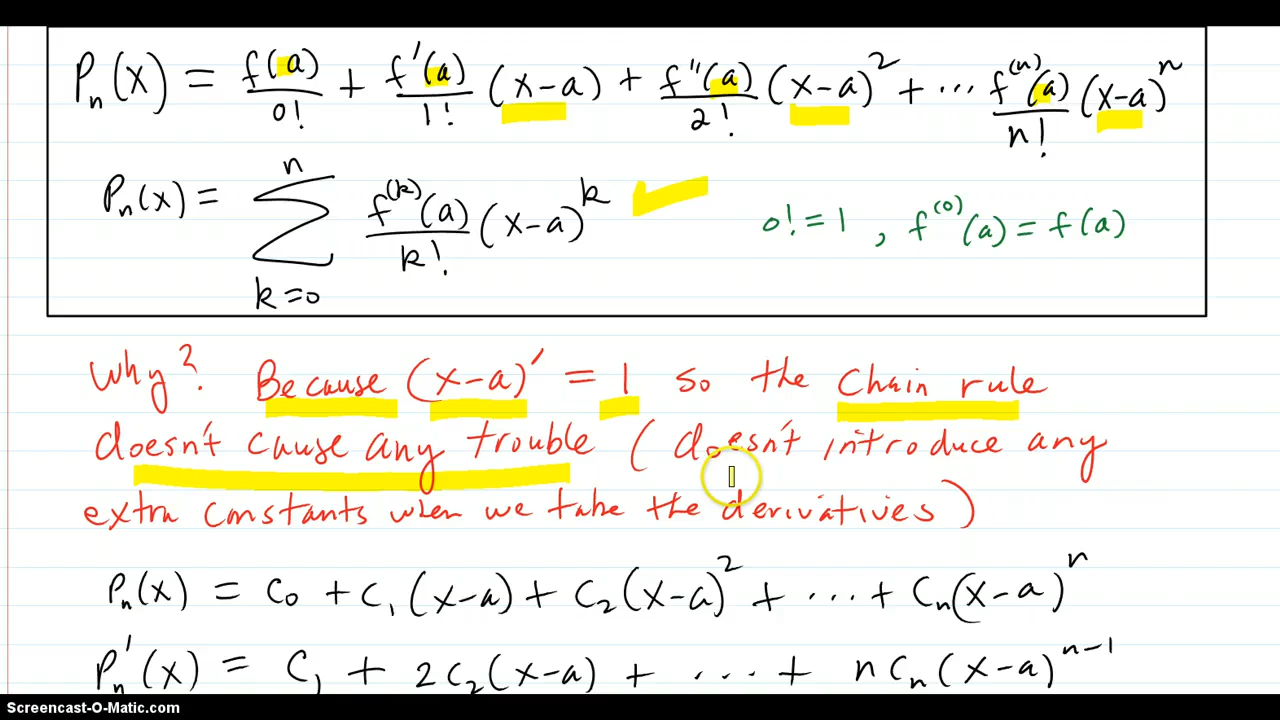 Pn(x) = f(a)/0! + f'(a)/1! (x-a) + f''(a)/2! (x-a)² + ... f⁽ⁿ⁾(a)/n! (x-a)ⁿ
Pn(x) = Σ n k=0 f⁽ᵏ⁾(a)/k! (x-a)ᵏ 0! = 1 , f⁽⁰⁾(a) = f(a)
Why? Because (x-a)' = 1 so the Chain rule
doesn't cause any trouble ( doesn't introduce any
extra constants when we take the derivatives )
Pn(x) = C₀ + C₁(x-a) + C₂(x-a)² + ... + Cn(x-a)ⁿ
Pn'(x) = C₁ + 2C₂(x-a) + ... + nCn(x-a)ⁿ⁻¹
Screencast-O-Matic.com